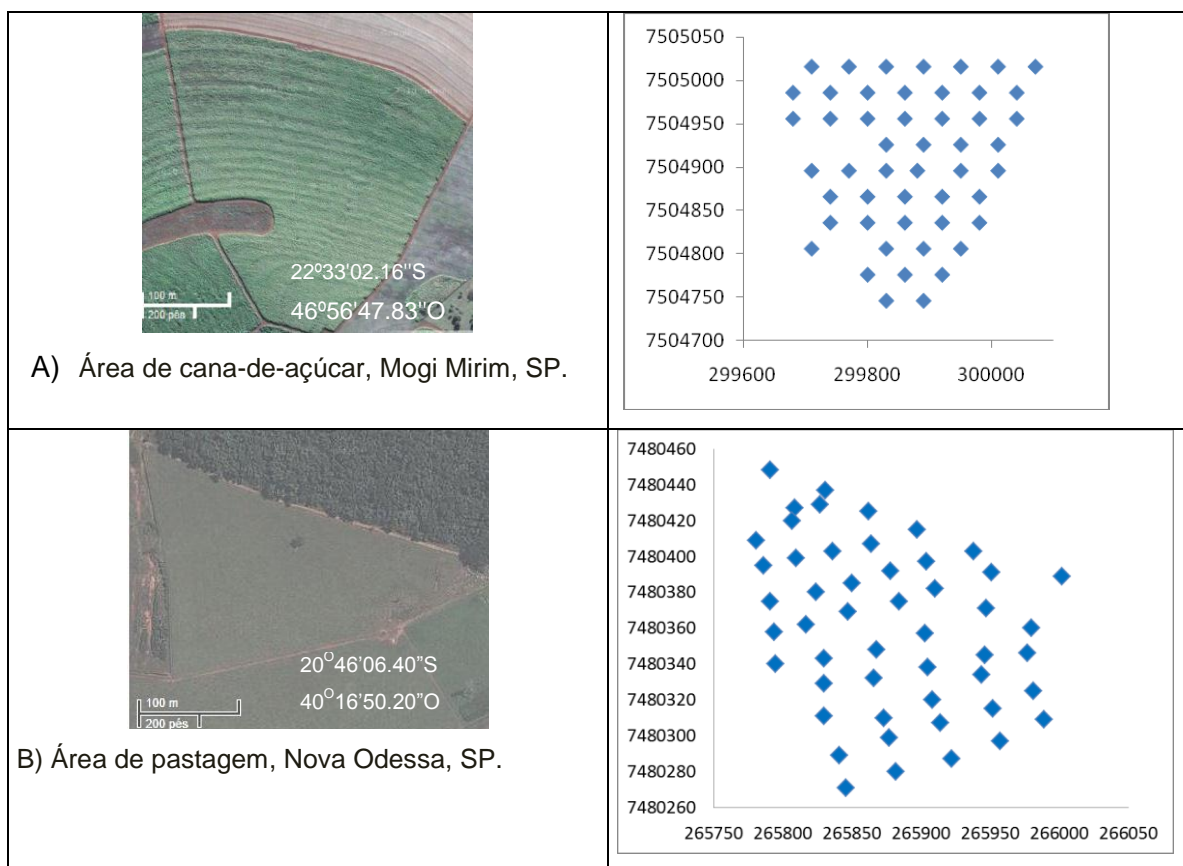 22º33'02.16''S
46º56'47.83''O
100 m
200 pés
A) Área de cana-de-açúcar, Mogi Mirim, SP.
7505050
7505000
7504950
7504900
7504850
7504800
7504750
7504700
299600
299800
300000
20º46'06.40"S
40º16'50.20"O
100 m
200 pés
B) Área de pastagem, Nova Odessa, SP.
7480460
7480440
7480420
7480400
7480380
7480360
7480340
7480320
7480300
7480280
7480260
265750 265800 265850 265900 265950 266000 266050